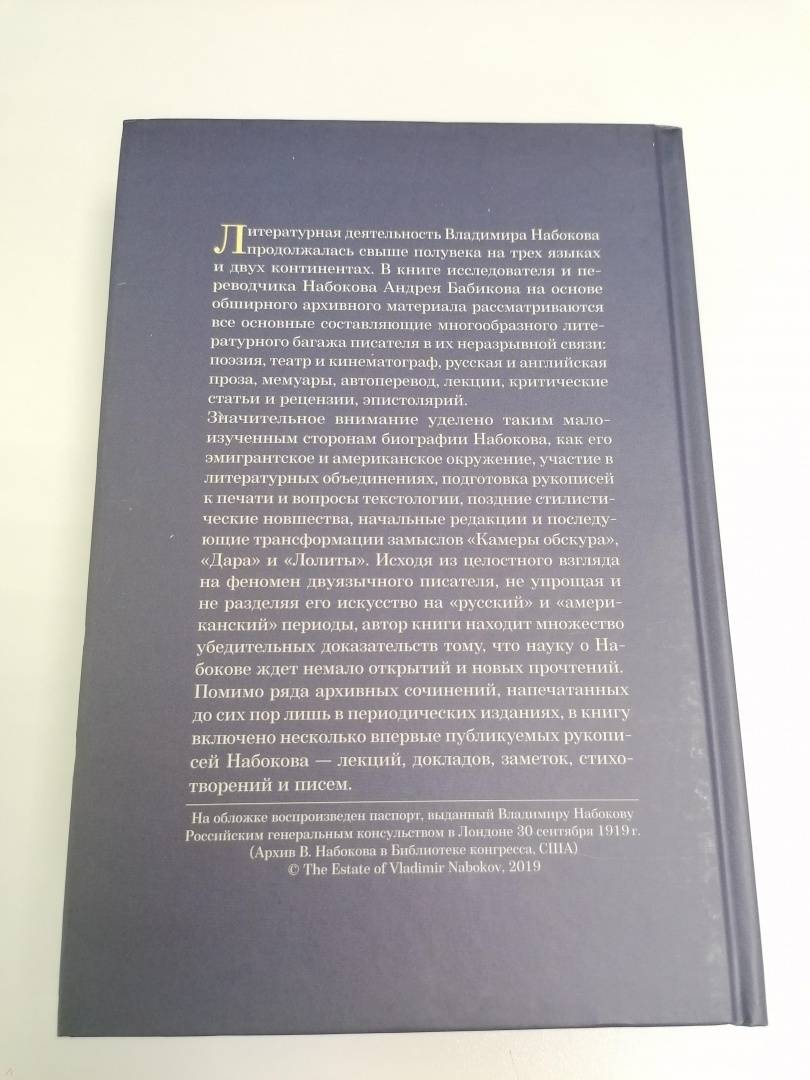 Литературная деятельность Владимира Набокова
продолжалась свыше полувека на трех языках
и двух континентах. В книге исследователя и пе-
реводчика Набокова Андрея Бабикова на основе
обширного архивного материала рассматриваются
все основные составляющие многообразного лите-
ратурного багажа писателя в их неразрывной связи:
поэзия, театр и кинематограф, русская и английская
проза, мемуары, автоперевод, лекции, критические
статьи и рецензии, эпистолярий.
Значительное внимание уделено таким мало-
изученным сторонам биографии Набокова, как его
эмигрантское и американское окружение, участие в
литературных объединениях, подготовка рукописей
к печати и вопросы текстологии, поздние стилисти-
ческие новшества, начальные редакции и последу-
ющие трансформации замыслов «Камеры обскура»,
«Дара» и «Лолиты». Исходя из целостного взгляда
на феномен двуязычного писателя, не упрощая и
не разделяя его искусство на «русский» и «амери-
канский» периоды, автор книги находит множество
убедительных доказательств тому, что науку о На-
бокове ждет немало открытий и новых прочтений.
Помимо ряда архивных сочинений, напечатанных
до сих пор лишь в периодических изданиях, в книгу
включено несколько впервые публикуемых рукопи-
сей Набокова — лекций, докладов, заметок, стихо-
творений и писем.
На обложке воспроизведен паспорт, выданный Владимиру Набокову
Российским генеральным консульством в Лондоне 30 сентября 1919 г.
(Архив В. Набокова в Библиотеке конгресса, США)
© The Estate of Vladimir Nabokov, 2019